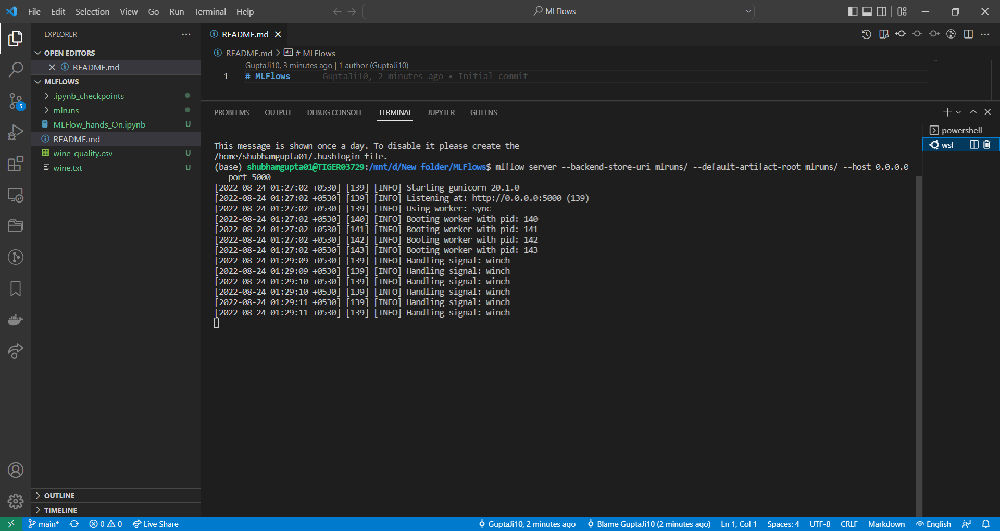 File Edit Selection View Go Run Terminal Help
MLFlows
EXPLORER
OPEN EDITORS
README.md
MLFLOWS
.ipynb_checkpoints
mlruns
MLFlow_hands_On.ipynb U
README.md
wine-quality.csv U
wine.txt U
OUTLINE
TIMELINE
5
README.md
README.md > # MLFlows
GuptaJi10, 3 minutes ago | 1 author (GuptaJi10)
1 # MLFlows GuptaJi10, 2 minutes ago • Initial commit
PROBLEMS OUTPUT DEBUG CONSOLE TERMINAL JUPYTER GITLENS
powershell
wsl
This message is shown once a day. To disable it please create the
/home/shubhamgupta01/.hushlogin file.
(base) shubhamgupta01@TIGER03729:/mnt/d/New folder/MLFlows$ mlflow server --backend-store-uri mlruns/ --default-artifact-root mlruns/ --host 0.0.0.0
--port 5000
[2022-08-24 01:27:02 +0530] [139] [INFO] Starting gunicorn 20.1.0
[2022-08-24 01:27:02 +0530] [139] [INFO] Listening at: http://0.0.0.0:5000 (139)
[2022-08-24 01:27:02 +0530] [139] [INFO] Using worker: sync
[2022-08-24 01:27:02 +0530] [140] [INFO] Booting worker with pid: 140
[2022-08-24 01:27:02 +0530] [141] [INFO] Booting worker with pid: 141
[2022-08-24 01:27:02 +0530] [142] [INFO] Booting worker with pid: 142
[2022-08-24 01:27:02 +0530] [143] [INFO] Booting worker with pid: 143
[2022-08-24 01:29:09 +0530] [139] [INFO] Handling signal: winch
[2022-08-24 01:29:09 +0530] [139] [INFO] Handling signal: winch
[2022-08-24 01:29:10 +0530] [139] [INFO] Handling signal: winch
[2022-08-24 01:29:10 +0530] [139] [INFO] Handling signal: winch
[2022-08-24 01:29:11 +0530] [139] [INFO] Handling signal: winch
[2022-08-24 01:29:11 +0530] [139] [INFO] Handling signal: winch
main* 0 0 Live Share GuptaJi10, 2 minutes ago Blame GuptaJi10 (2 minutes ago) Ln 1, Col 1 Spaces: 4 UTF-8 CRLF Markdown English